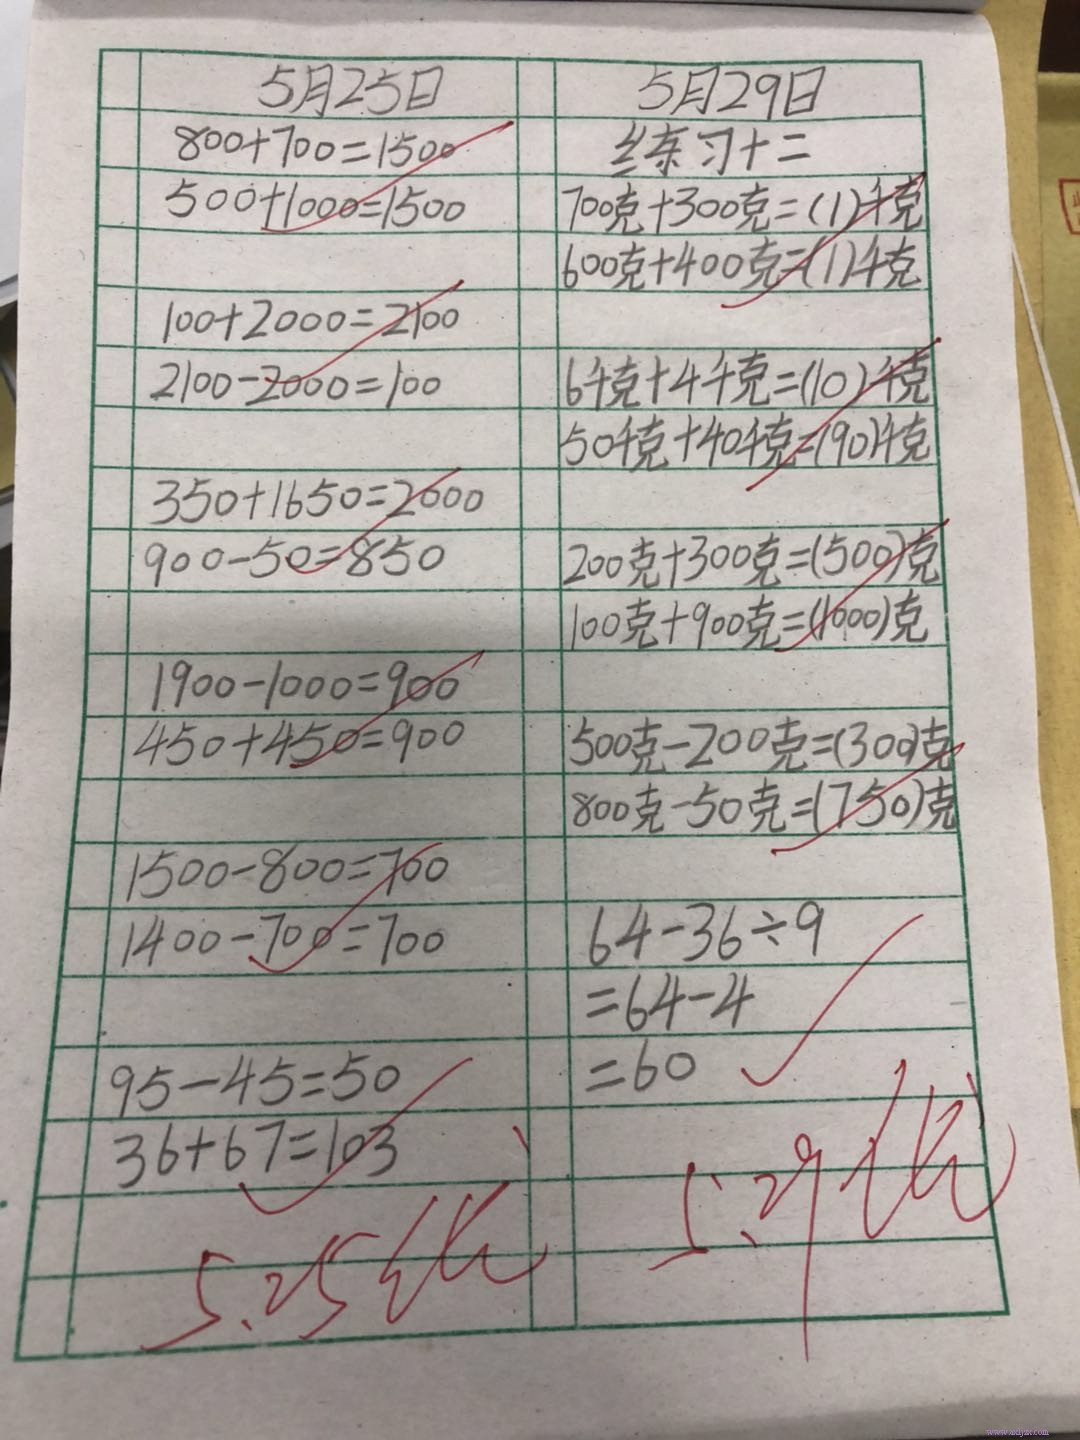 5月25日
800+700=1500
500+1000=1500
100+2000=2100
2100-2000=100
350+1650=2000
900-50=850
1900-1000=900
450+450=900
1500-800=700
1400-700=700
95-45=50
36+67=103
5.25 优
5月29日
练习十二
700克+300克=(1)千克
600克+400克=(1)千克
6千克+4千克=(10)千克
50千克+40千克=(90)千克
200克+300克=(500)克
100克+900克=(1000)克
500克-200克=(300)克
800克-50克=(750)克
64-36÷9
=64-4
=60
5.29 优